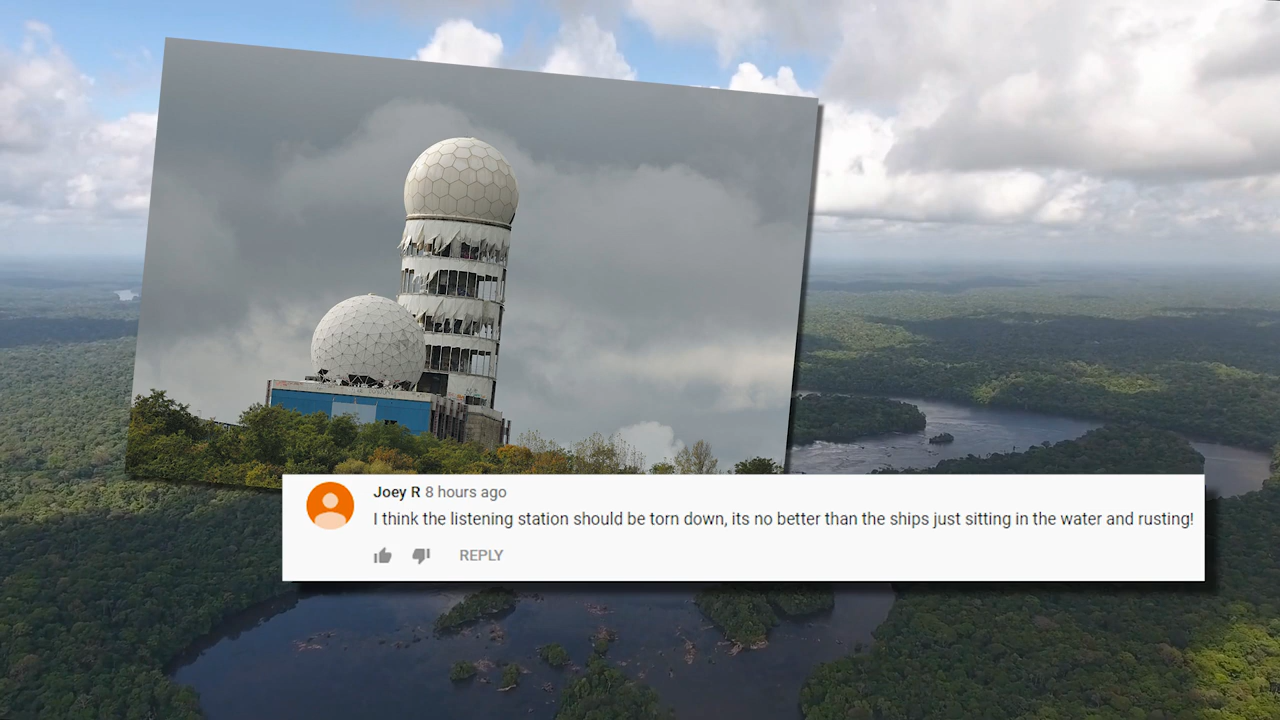 Joey R 8 hours ago
I think the listening station should be torn down, its no better than the ships just sitting in the water and rusting!
REPLY